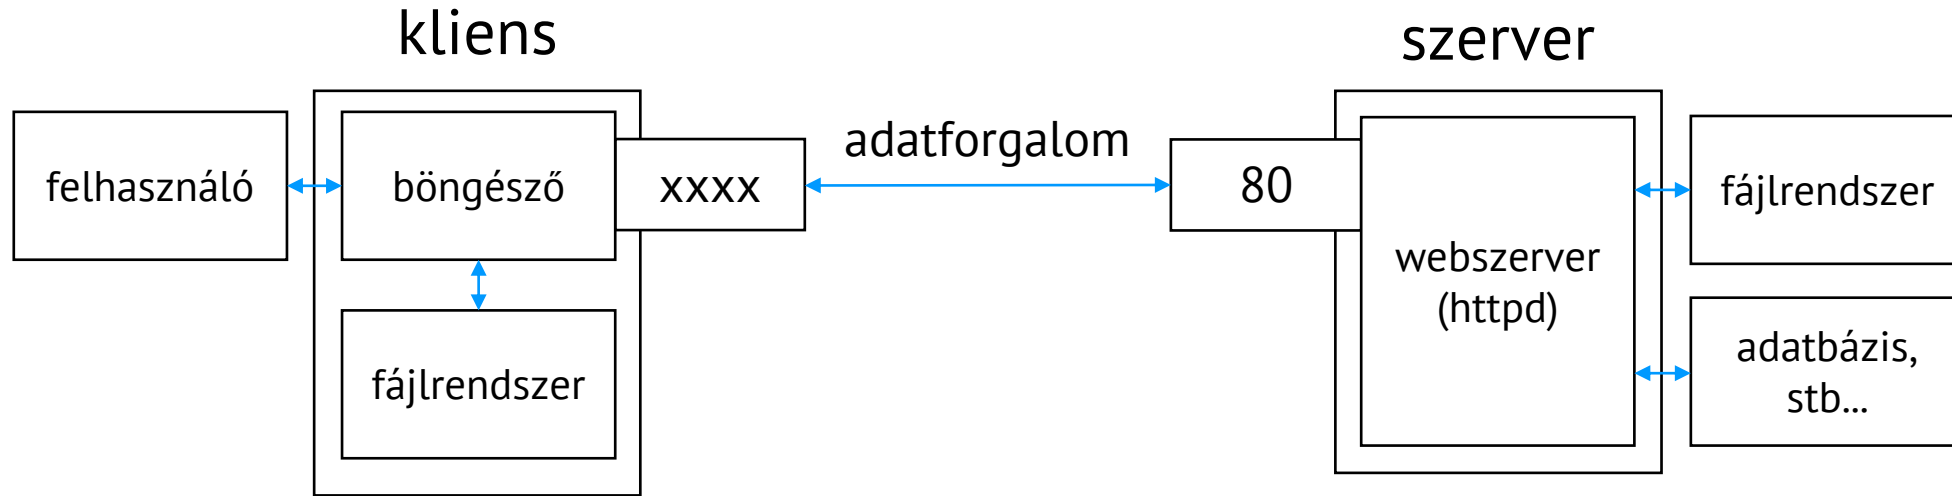 kliens
szerver
felhasználó
böngésző
xxxx
adatforgalom
80
fájlrendszer
webszerver
(httpd)
fájlrendszer
adatbázis,
stb...